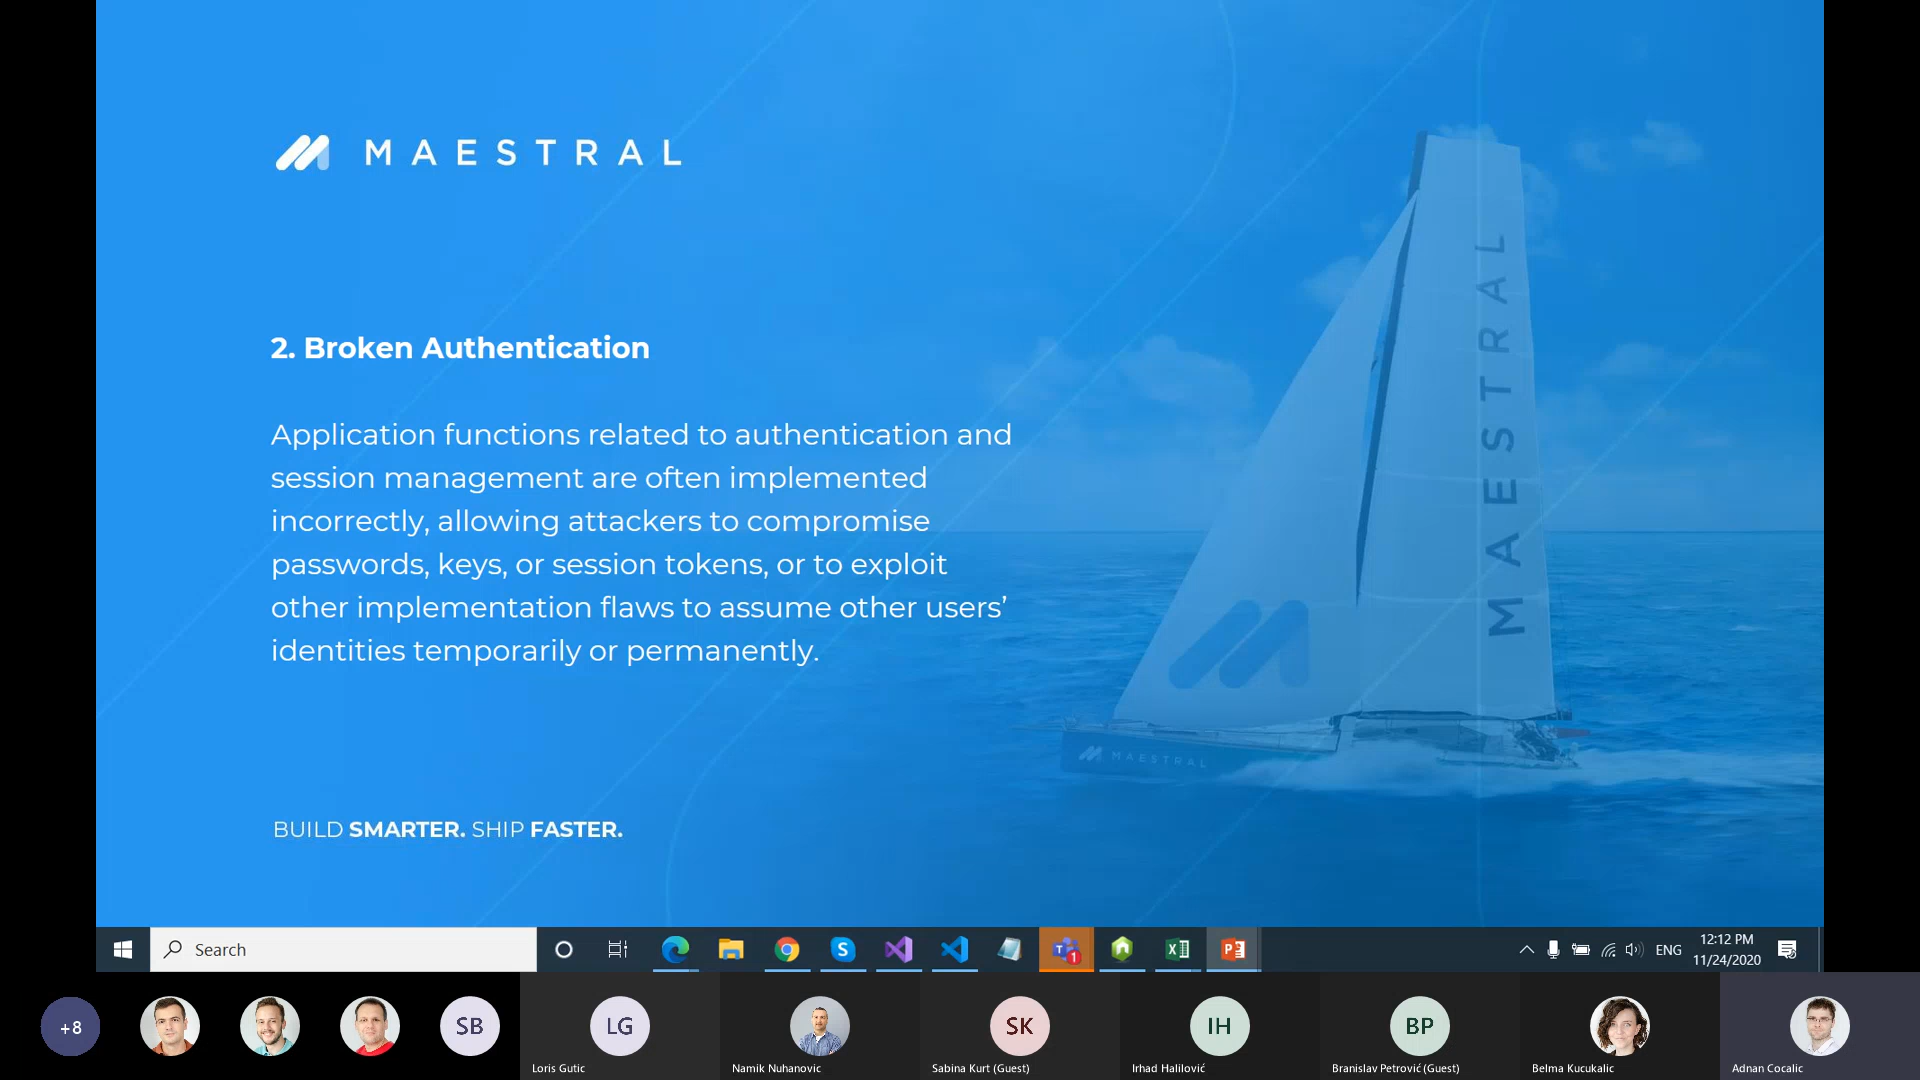 MAESTRAL
MAESTRAL
2. Broken Authentication
Application functions related to authentication and
session management are often implemented
incorrectly, allowing attackers to compromise
passwords, keys, or session tokens, or to exploit
other implementation flaws to assume other users’
identities temporarily or permanently.
MAESTRAL
BUILD SMARTER. SHIP FASTER.
Search
1
ENG
12:12 PM
11/24/2020
+8
SB
LG
SK
IH
BP
Loris Gutic
Namik Nuhanovic
Sabina Kurt (Guest)
Irhad Halilović
Branislav Petrović (Guest)
Belma Kucukalic
Adnan Cocalic